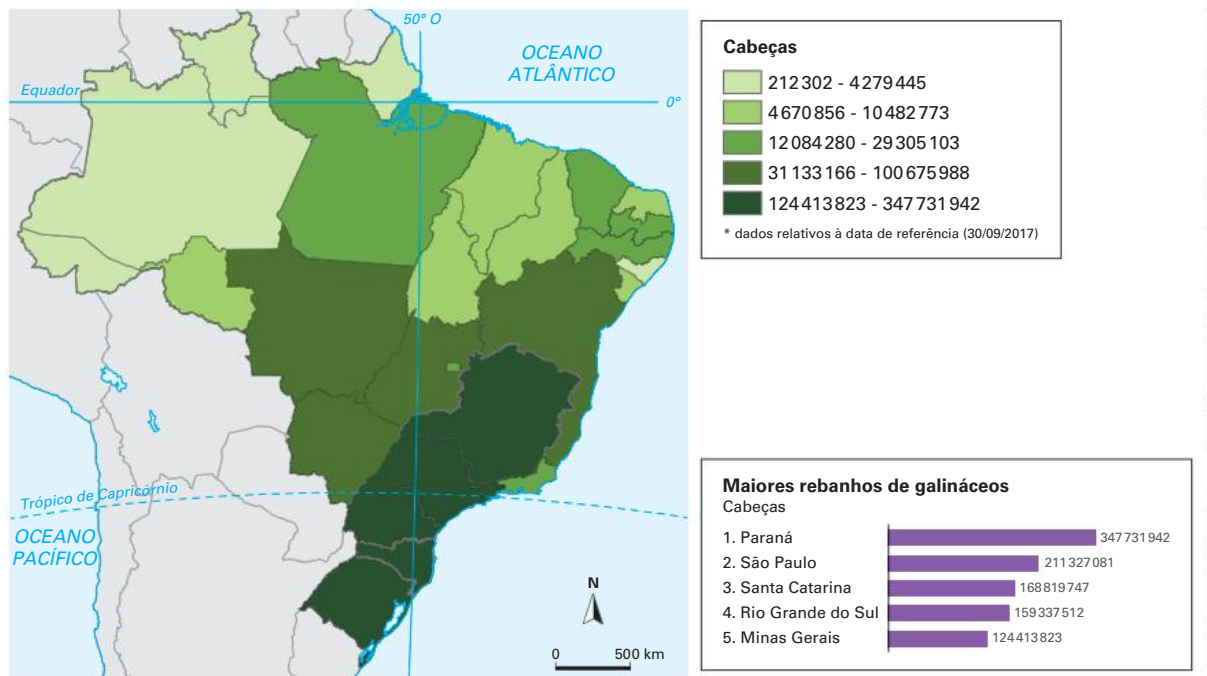 50° O
OCEANO
ATLÂNTICO
Equador
0°
Trópico de Capricórnio
OCEANO
PACÍFICO
N
0 500 km
Cabeças
212 302 - 4 279 445
4 670 856 - 10 482 773
12 084 280 - 29 305 103
31 133 166 - 100 675 988
124 413 823 - 347 731 942
* dados relativos à data de referência (30/09/2017)
Maiores rebanhos de galináceos
Cabeças
1. Paraná 347 731 942
2. São Paulo 211 327 081
3. Santa Catarina 168 819 747
4. Rio Grande do Sul 159 337 512
5. Minas Gerais 124 413 823